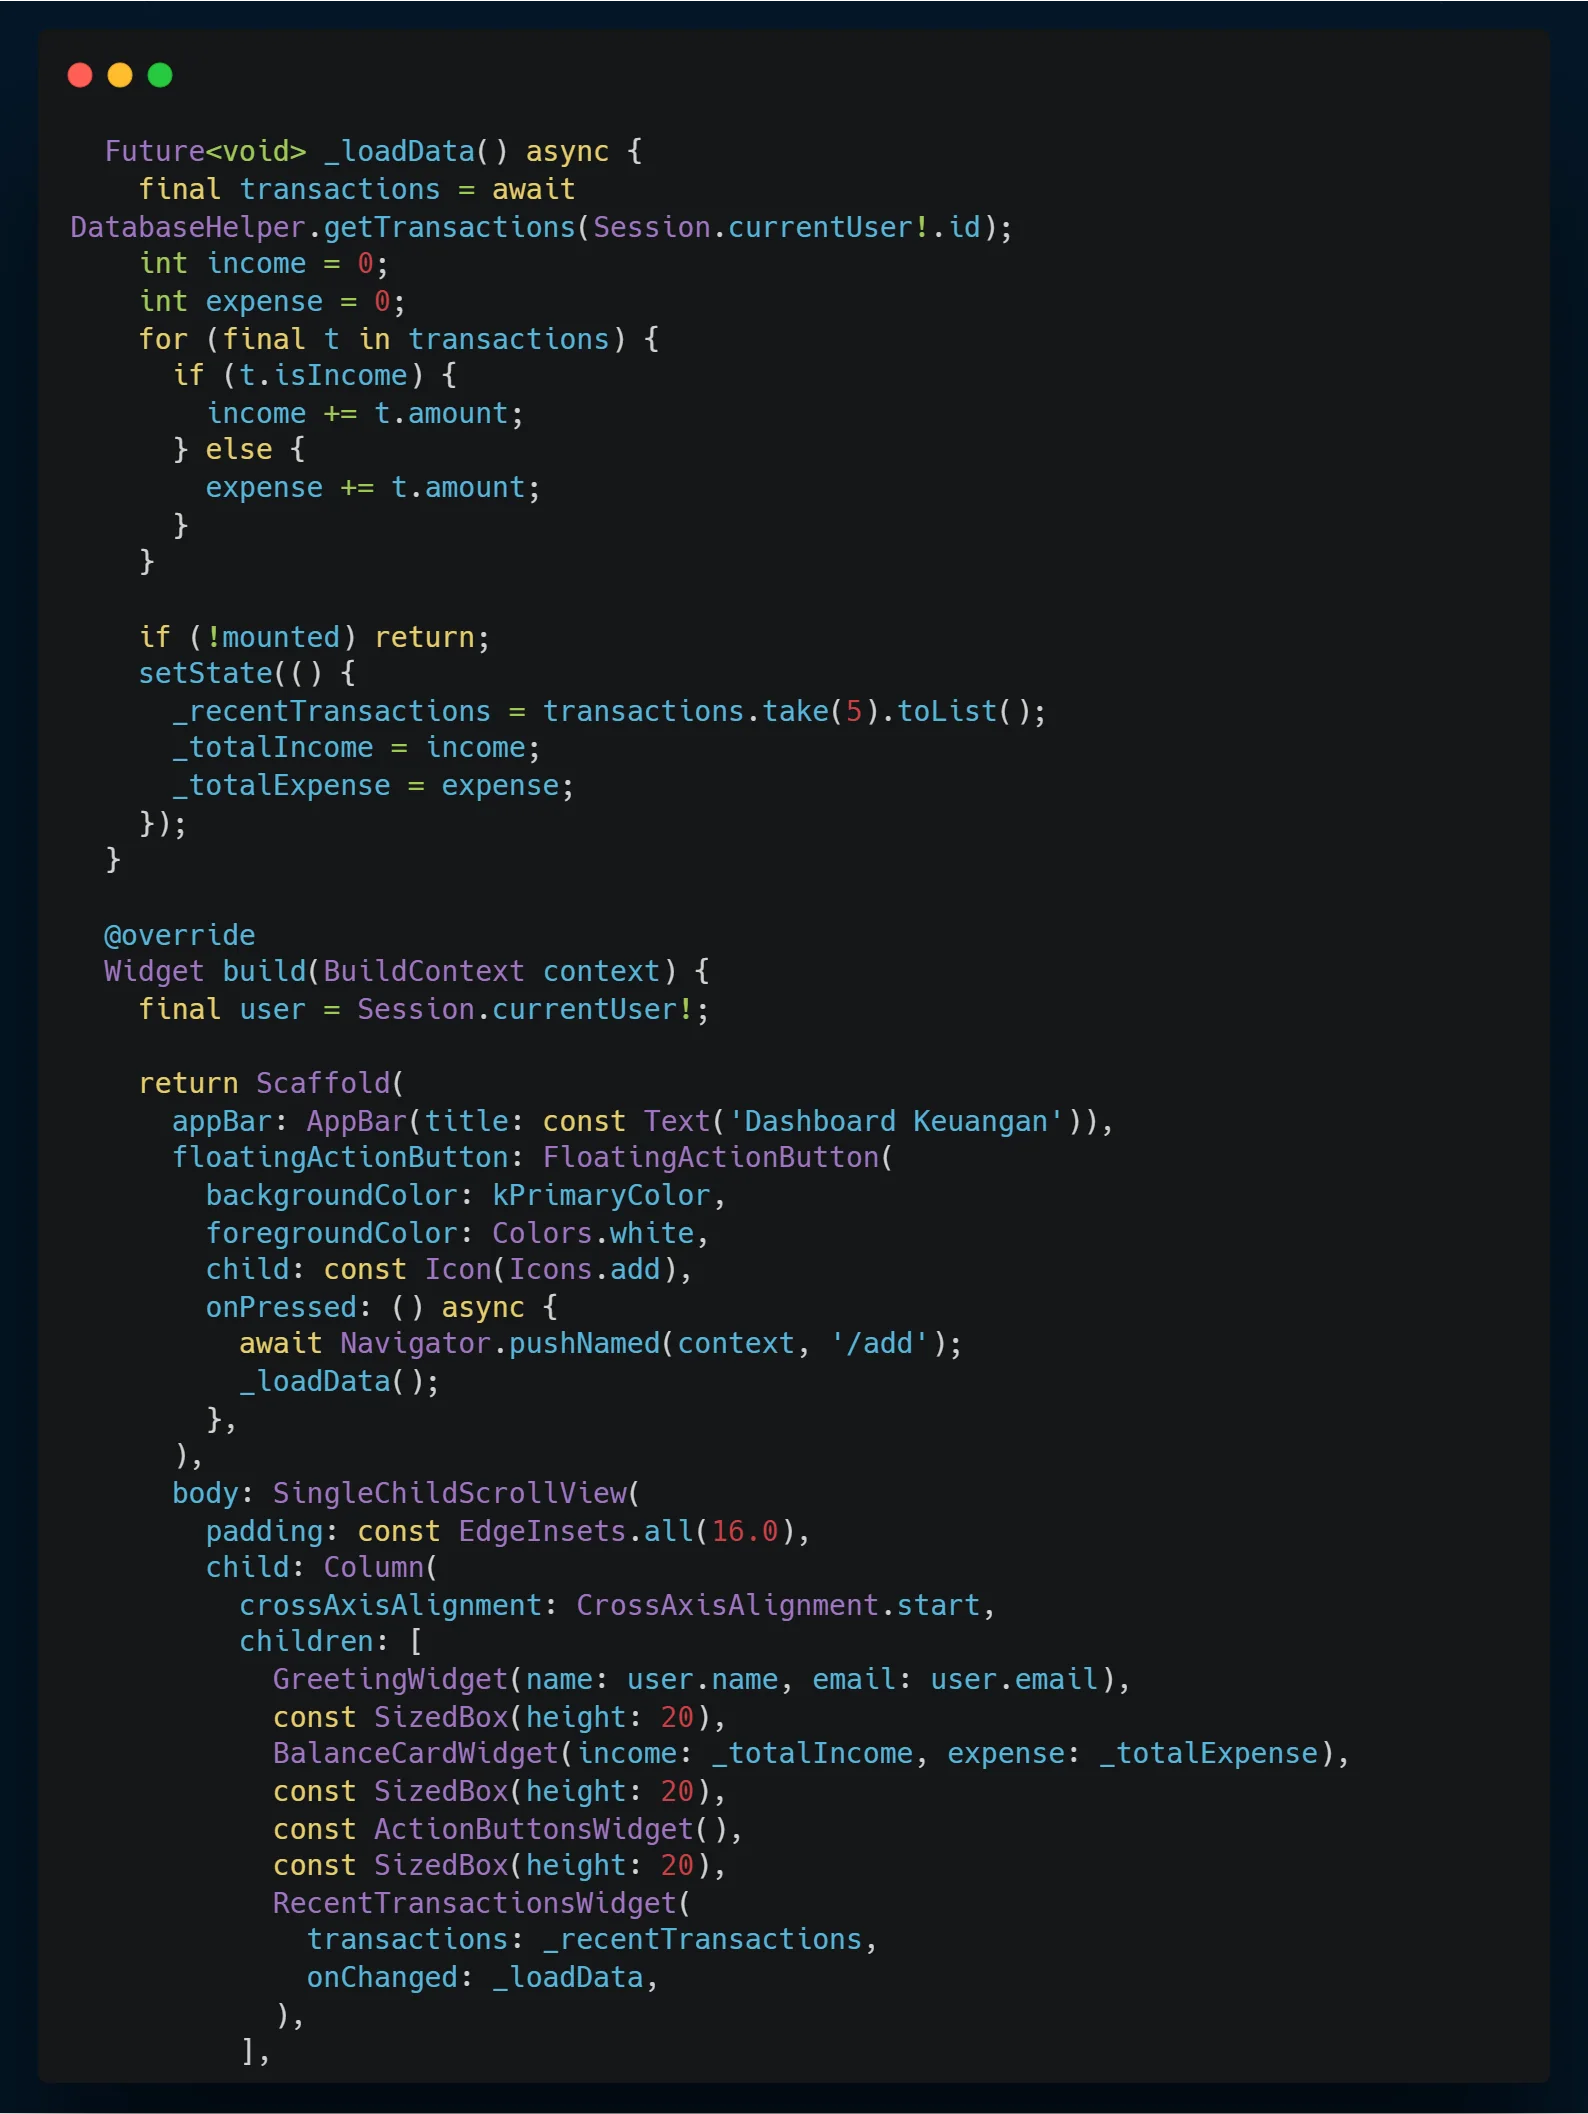 Future<void> _loadData() async {
final transactions = await
DatabaseHelper.getTransactions(Session.currentUser!.id);
int income = 0;
int expense = 0;
for (final t in transactions) {
if (t.isIncome) {
income += t.amount;
} else {
expense += t.amount;
}
}
if (!mounted) return;
setState(() {
_recentTransactions = transactions.take(5).toList();
_totalIncome = income;
_totalExpense = expense;
});
}
@override
Widget build(BuildContext context) {
final user = Session.currentUser!;
return Scaffold(
appBar: AppBar(title: const Text('Dashboard Keuangan')),
floatingActionButton: FloatingActionButton(
backgroundColor: kPrimaryColor,
foregroundColor: Colors.white,
child: const Icon(Icons.add),
onPressed: () async {
await Navigator.pushNamed(context, '/add');
_loadData();
},
),
body: SingleChildScrollView(
padding: const EdgeInsets.all(16.0),
child: Column(
crossAxisAlignment: CrossAxisAlignment.start,
children: [
GreetingWidget(name: user.name, email: user.email),
const SizedBox(height: 20),
BalanceCardWidget(income: _totalIncome, expense: _totalExpense),
const SizedBox(height: 20),
const ActionButtonsWidget(),
const SizedBox(height: 20),
RecentTransactionsWidget(
transactions: _recentTransactions,
onChanged: _loadData,
),
],